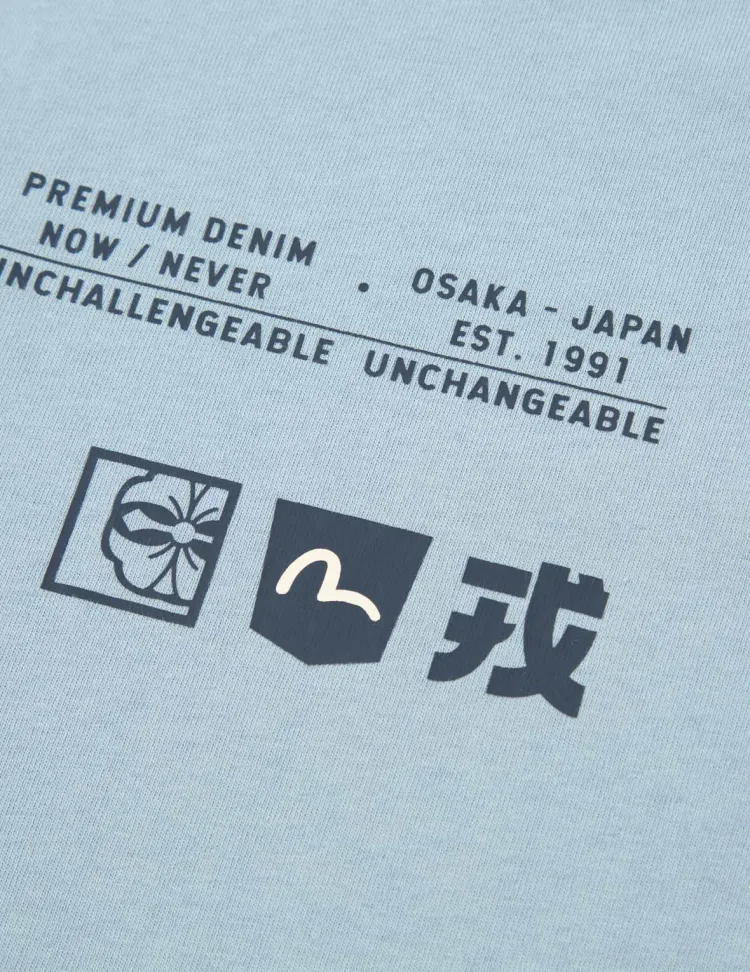 PREMIUM DENIM
NOW / NEVER
•
OSAKA - JAPAN
EST. 1991
UNCHALLENGEABLE UNCHANGEABLE
戎